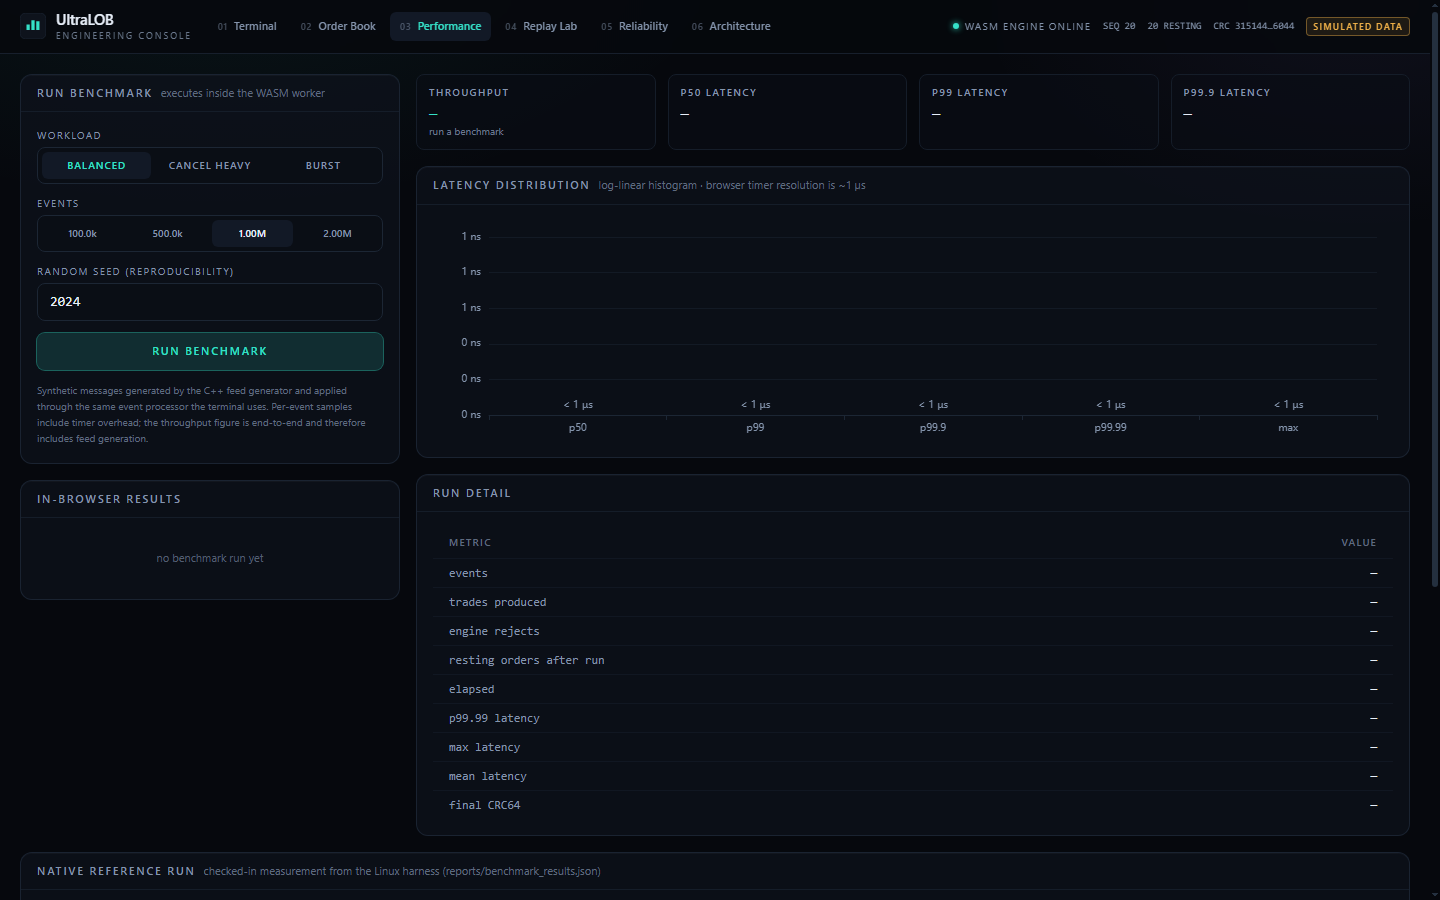 UltraLOB
ENGINEERING CONSOLE
01 Terminal
02 Order Book
03 Performance
04 Replay Lab
05 Reliability
06 Architecture
WASM ENGINE ONLINE
SEQ 20
20 RESTING
CRC 315144…6044
SIMULATED DATA
RUN BENCHMARK executes inside the WASM worker
WORKLOAD
BALANCED CANCEL HEAVY BURST
EVENTS
100.0k 500.0k 1.00M 2.00M
RANDOM SEED (REPRODUCIBILITY)
2024
RUN BENCHMARK
Synthetic messages generated by the C++ feed generator and applied
through the same event processor the terminal uses. Per-event samples
include timer overhead; the throughput figure is end-to-end and therefore
includes feed generation.
IN-BROWSER RESULTS
no benchmark run yet
THROUGHPUT
—
run a benchmark
P50 LATENCY
—
P99 LATENCY
—
P99.9 LATENCY
—
LATENCY DISTRIBUTION log-linear histogram · browser timer resolution is ~1 µs
1 ns
1 ns
1 ns
0 ns
0 ns
0 ns
< 1 µs < 1 µs < 1 µs < 1 µs < 1 µs
p50 p99 p99.9 p99.99 max
RUN DETAIL
METRIC VALUE
events —
trades produced —
engine rejects —
resting orders after run —
elapsed —
p99.99 latency —
max latency —
mean latency —
final CRC64 —
NATIVE REFERENCE RUN checked-in measurement from the Linux harness (reports/benchmark_results.json)